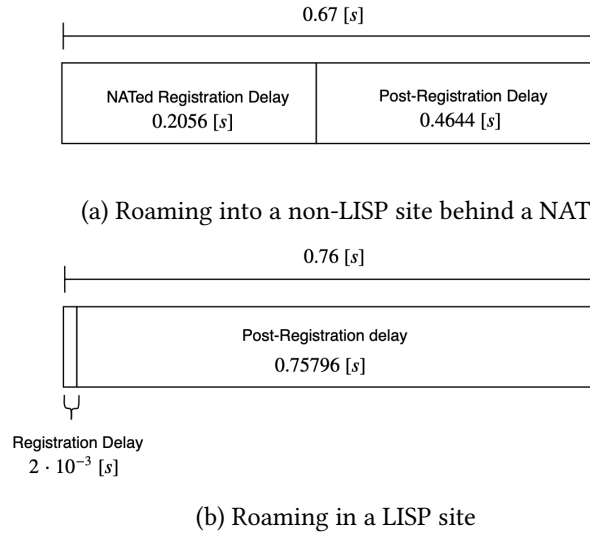 0.67 [s]
NATed Registration Delay
0.2056 [s]
Post-Registration Delay
0.4644 [s]
(a) Roaming into a non-LISP site behind a NAT
0.76 [s]
Post-Registration delay
0.75796 [s]
Registration Delay
2 · 10⁻³ [s]
(b) Roaming in a LISP site